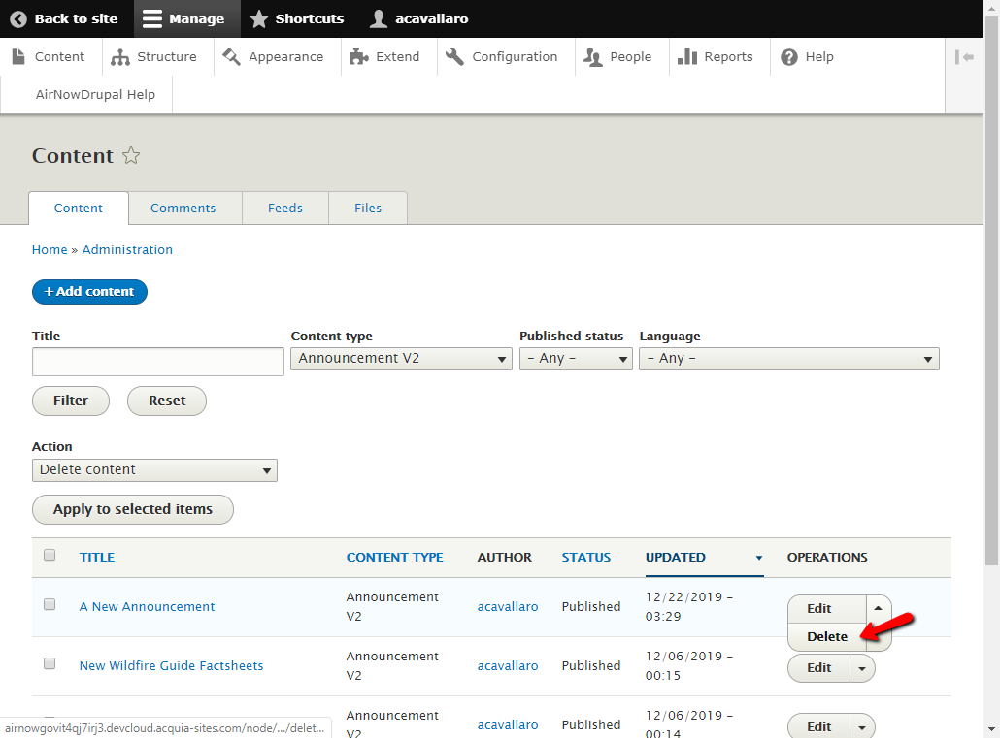 Back to site Manage Shortcuts acavallaro
Content Structure Appearance Extend Configuration People Reports Help
AirNowDrupal Help
Content
Content Comments Feeds Files
Home » Administration
+ Add content
Title Content type Published status Language
Announcement V2 - Any - - Any -
Filter Reset
Action
Delete content
Apply to selected items
TITLE CONTENT TYPE AUTHOR STATUS UPDATED OPERATIONS
A New Announcement Announcement V2 acavallaro Published 12/22/2019 - 03:29 Edit
Delete
New Wildfire Guide Factsheets Announcement V2 acavallaro Published 12/06/2019 - 00:15 Edit
Announcement V2 acavallaro Published 12/06/2019 - 00:14 Edit
airnowgovit4qj7irj3.devcloud.acquia-sites.com/node/.../delet...